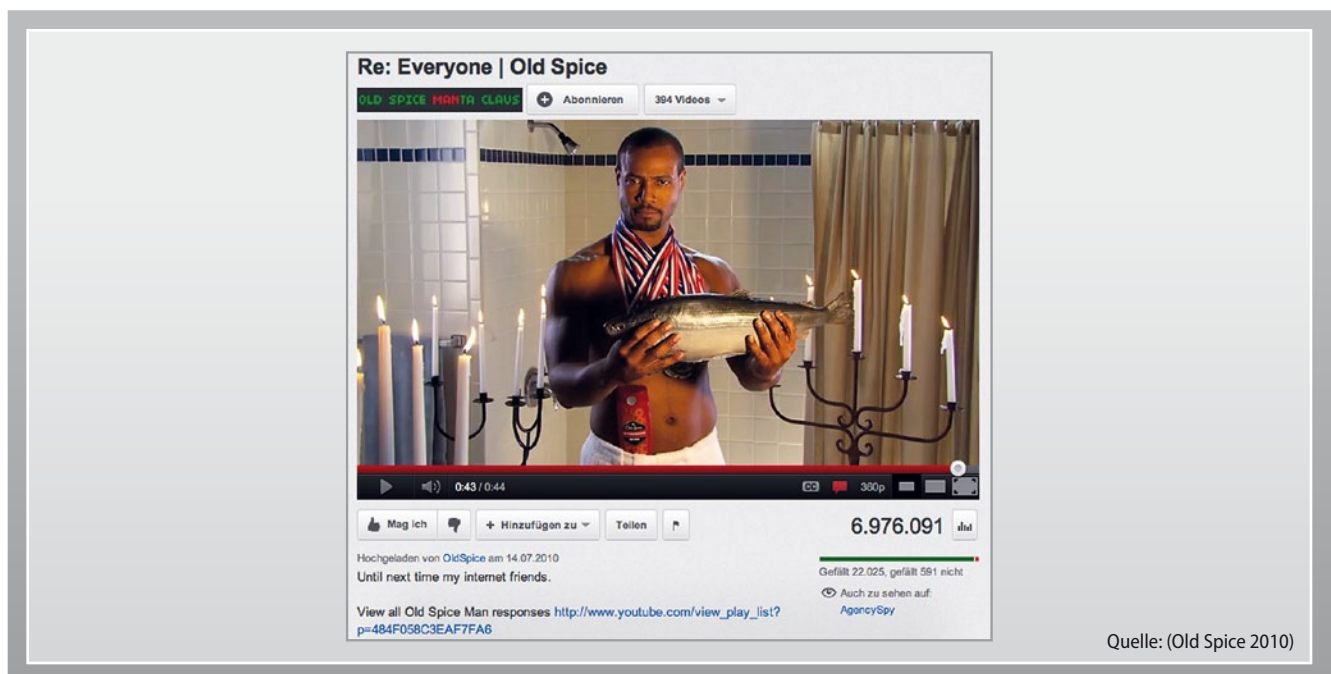 Re: Everyone | Old Spice
OLD SPICE MANTA CLAUS
Abonnieren
394 Videos
0:43 / 0:44
CC
360p
Mag ich
+ Hinzufügen zu
Teilen
6.976.091
Hochgeladen von OldSpice am 14.07.2010
Until next time my internet friends.
View all Old Spice Man responses http://www.youtube.com/view_play_list?
p=484F058C3EAF7FA6
Gefällt 22.025, gefällt 591 nicht
Auch zu sehen auf:
AgencySpy
Quelle: (Old Spice 2010)